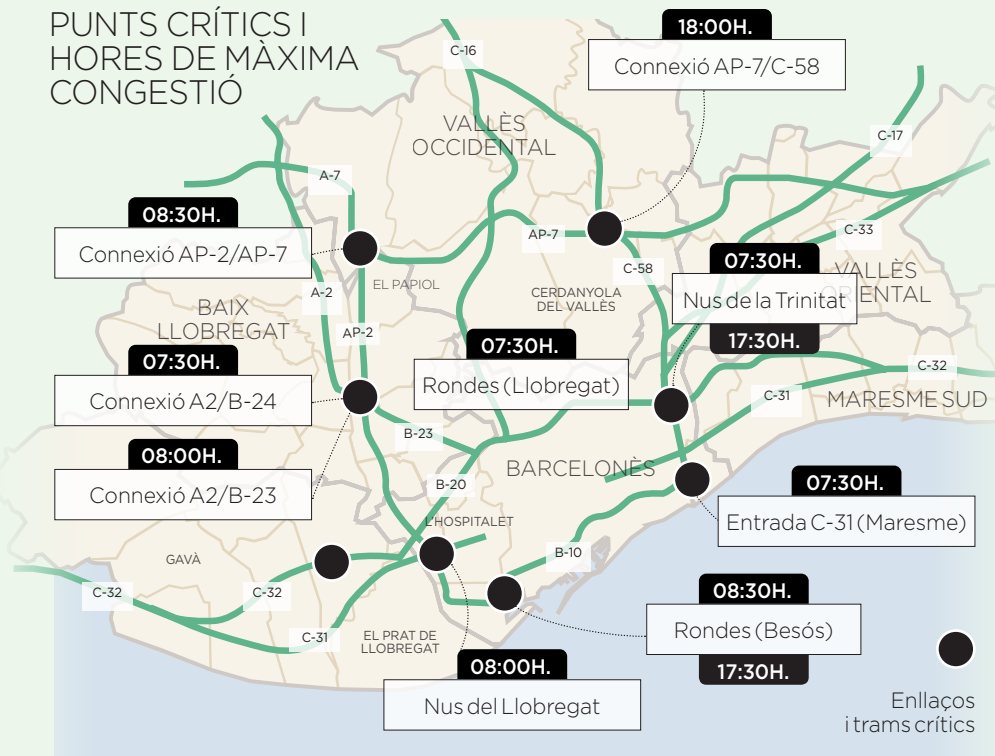 PUNTS CRÍTICS I
HORES DE MÀXIMA
CONGESTIÓ
18:00H.
Connexió AP-7/C-58
C-16
VALLÈS
OCCIDENTAL
C-17
A-7
08:30H.
Connexió AP-2/AP-7
AP-7
C-33
C-58
07:30H.
Nus de la Trinitat
17:30H.
VALLÈS
ORIENTAL
EL PAPIOL
A-2
CERDANYOLA
DEL VALLÈS
BAIX
LLOBREGAT
AP-2
07:30H.
Rondes (Llobregat)
07:30H.
Connexió A2/B-24
C-32
C-31
MARESME SUD
B-23
08:00H.
Connexió A2/B-23
BARCELONÈS
B-20
07:30H.
Entrada C-31 (Maresme)
L'HOSPITALET
B-10
GAVÀ
C-32
C-32
C-31
EL PRAT DE
LLOBREGAT
08:30H.
Rondes (Besós)
17:30H.
08:00H.
Nus del Llobregat
Enllaços
i trams crítics